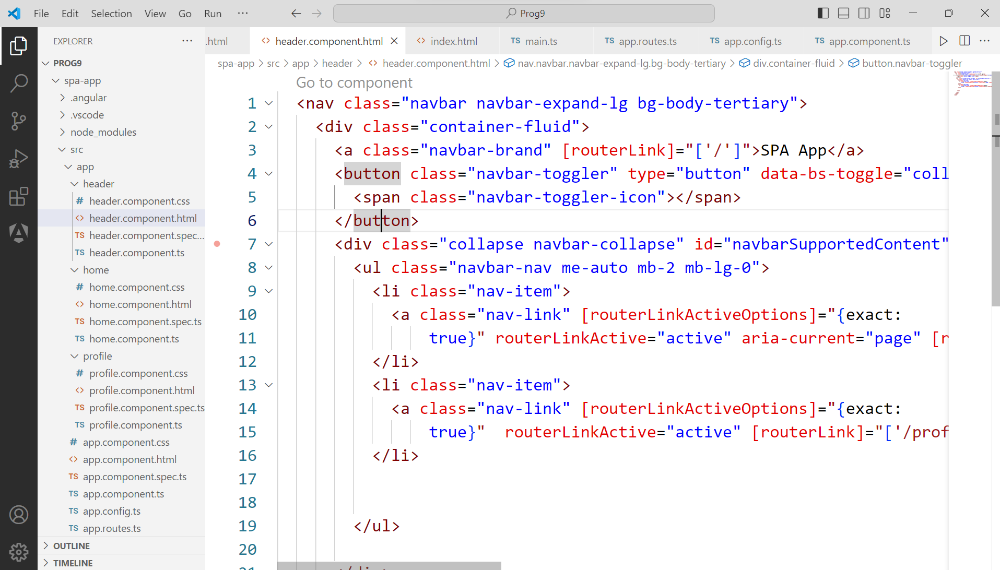 File Edit Selection View Go Run ··· Prog9
EXPLORER ···
PROG9
spa-app
.angular
.vscode
node_modules
src
app
header
# header.component.css
<> header.component.html
TS header.component.spec...
TS header.component.ts
home
# home.component.css
<> home.component.html
TS home.component.spec.ts
TS home.component.ts
profile
# profile.component.css
<> profile.component.html
TS profile.component.spec.ts
TS profile.component.ts
# app.component.css
<> app.component.html
TS app.component.spec.ts
TS app.component.ts
TS app.config.ts
TS app.routes.ts
OUTLINE
TIMELINE
.html <> header.component.html <> index.html TS main.ts TS app.routes.ts TS app.config.ts TS app.component.ts ···
spa-app > src > app > header > <> header.component.html > nav.navbar.navbar-expand-lg.bg-body-tertiary > div.container-fluid > button.navbar-toggler
Go to component
1 <nav class="navbar navbar-expand-lg bg-body-tertiary">
2 <div class="container-fluid">
3 <a class="navbar-brand" [routerLink]="['/']">SPA App</a>
4 <button class="navbar-toggler" type="button" data-bs-toggle="coll
5 <span class="navbar-toggler-icon"></span>
6 </button>
7 <div class="collapse navbar-collapse" id="navbarSupportedContent"
8 <ul class="navbar-nav me-auto mb-2 mb-lg-0">
9 <li class="nav-item">
10 <a class="nav-link" [routerLinkActiveOptions]="{exact:
11 true}" routerLinkActive="active" aria-current="page" [r
12 </li>
13 <li class="nav-item">
14 <a class="nav-link" [routerLinkActiveOptions]="{exact:
15 true}"  routerLinkActive="active" [routerLink]="['/prof
16 </li>
17
18
19 </ul>
20
21 </div>